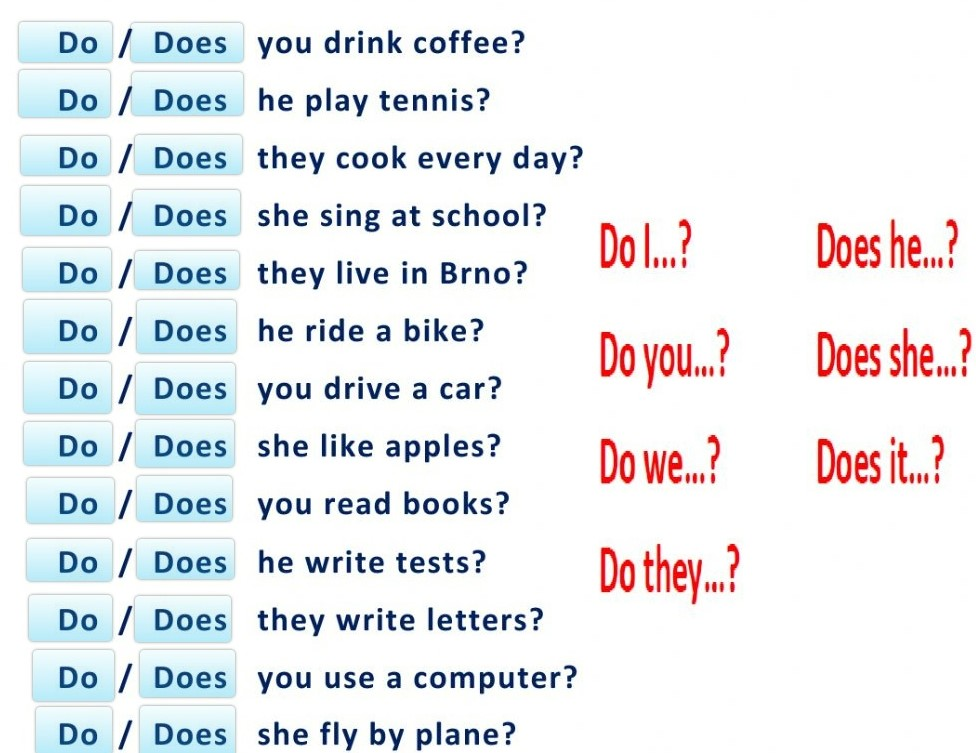 Do / Does you drink coffee?
Do / Does he play tennis?
Do / Does they cook every day?
Do / Does she sing at school?
Do / Does they live in Brno?
Do / Does he ride a bike?
Do / Does you drive a car?
Do / Does she like apples?
Do / Does you read books?
Do / Does he write tests?
Do / Does they write letters?
Do / Does you use a computer?
Do / Does she fly by plane?
Do I...?
Do you...?
Do we...?
Do they...?
Does he...?
Does she...?
Does it...?